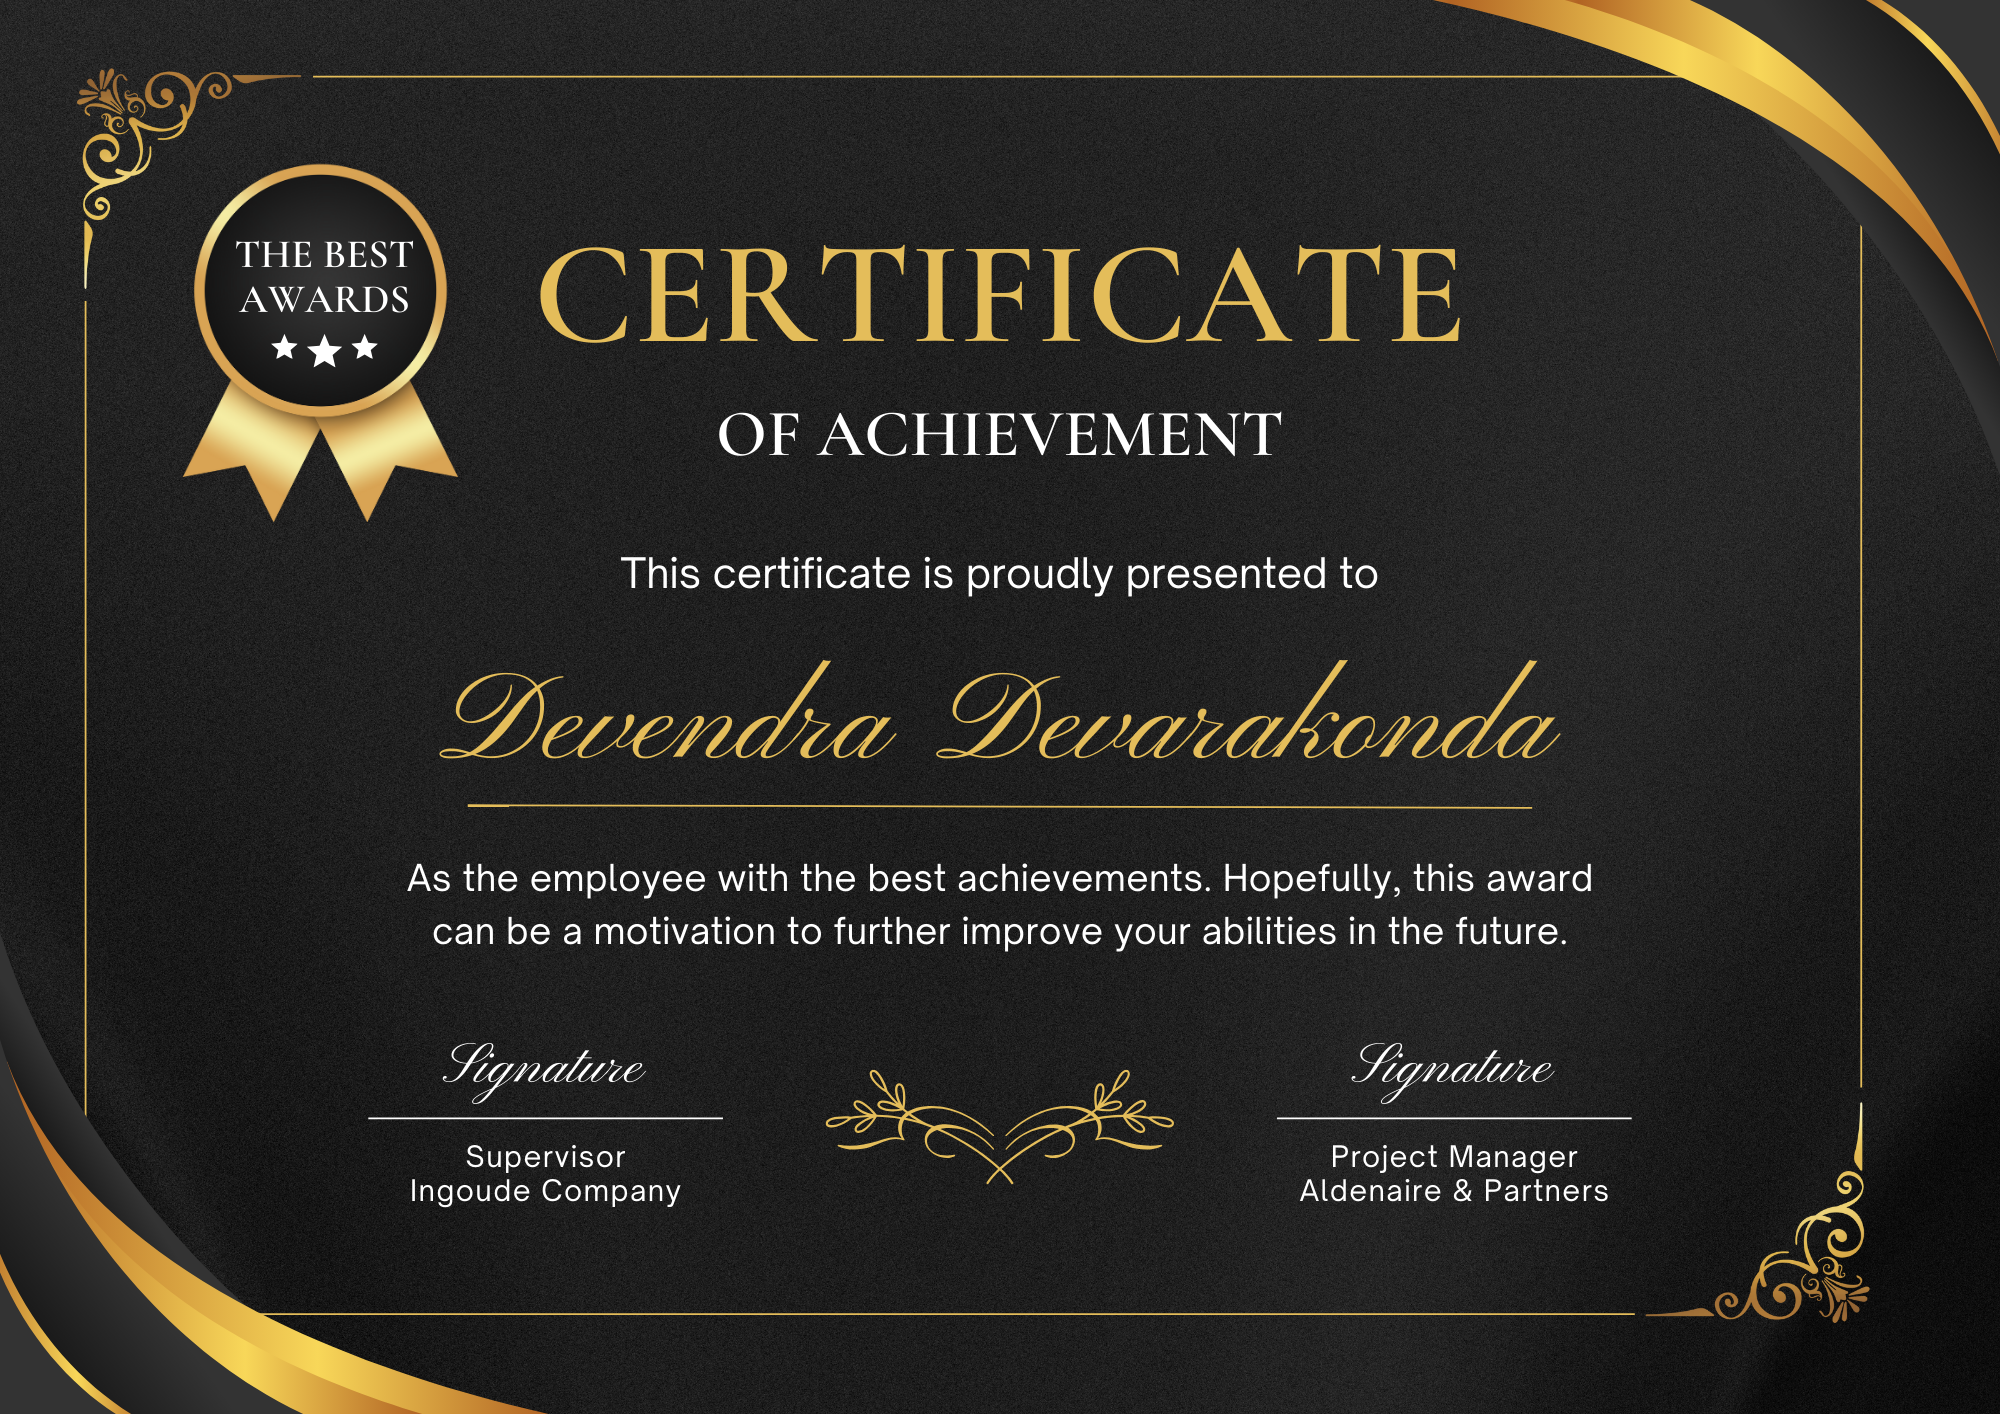 THE BEST
AWARDS
CERTIFICATE
OF ACHIEVEMENT
This certificate is proudly presented to
Devendra Devarakonda
As the employee with the best achievements. Hopefully, this award
can be a motivation to further improve your abilities in the future.
Signature
Supervisor
Ingoude Company
Signature
Project Manager
Aldenaire & Partners